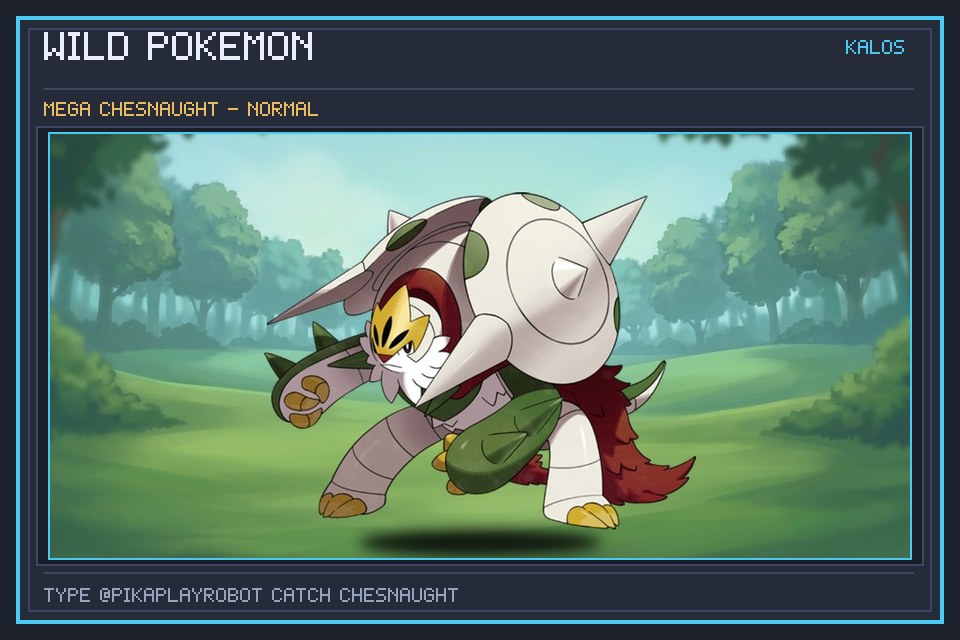 WILD POKEMON
KALOS
MEGA CHESNAUGHT - NORMAL
TYPE @PIKAPLAYROBOT CATCH CHESNAUGHT